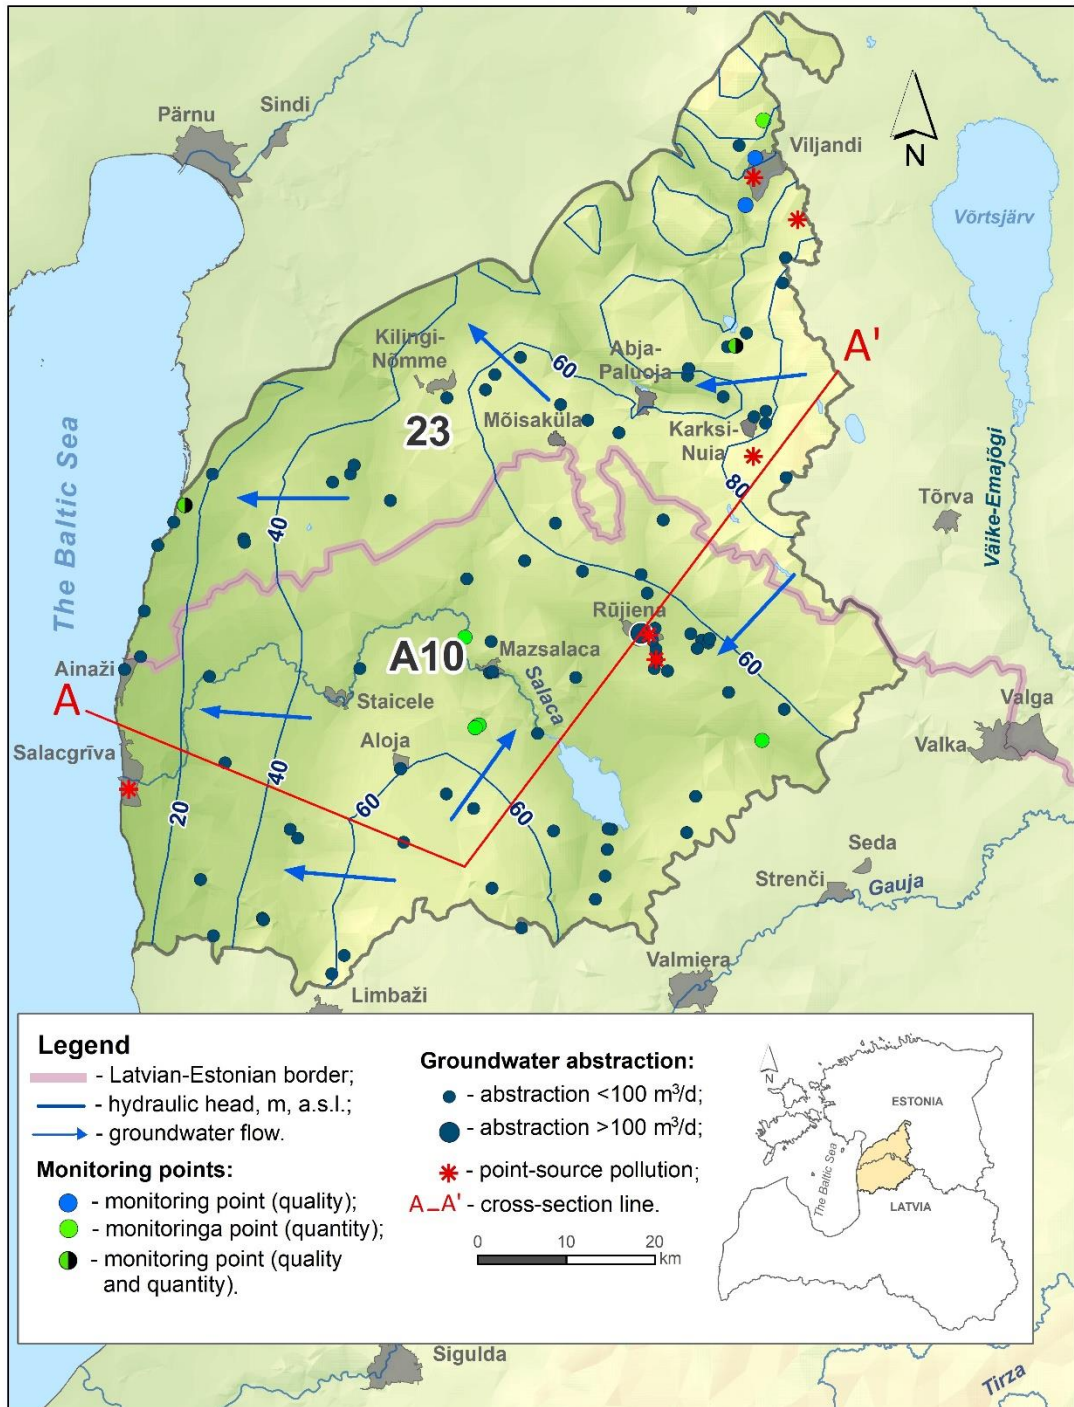 Sindi
Pärnu
Viljandi
N
Võrtsjärv
Kilingi-
Nõmme
60
Abja-
Paluoja
A'
23
Mõisaküla
Karksi-
Nuia
80
Tõrva
Väike-Emajõgi
The Baltic Sea
40
Rūjiena
A10
Mazsalaca
60
Ainaži
A
Staicele
Salaca
Valga
Valka
Salacgrīva
Aloja
40
20
60
60
Seda
Strenči
Gauja
Valmiera
Limbaži
Legend
- Latvian-Estonian border;
- hydraulic head, m, a.s.l.;
- groundwater flow.
Monitoring points:
- monitoring point (quality);
- monitoringa point (quantity);
- monitoring point (quality
and quantity).
Groundwater abstraction:
- abstraction <100 m³/d;
- abstraction >100 m³/d;
- point-source pollution;
A–A' - cross-section line.
0 10 20
km
N
ESTONIA
The Baltic Sea
LATVIA
Sigulda
Tirza